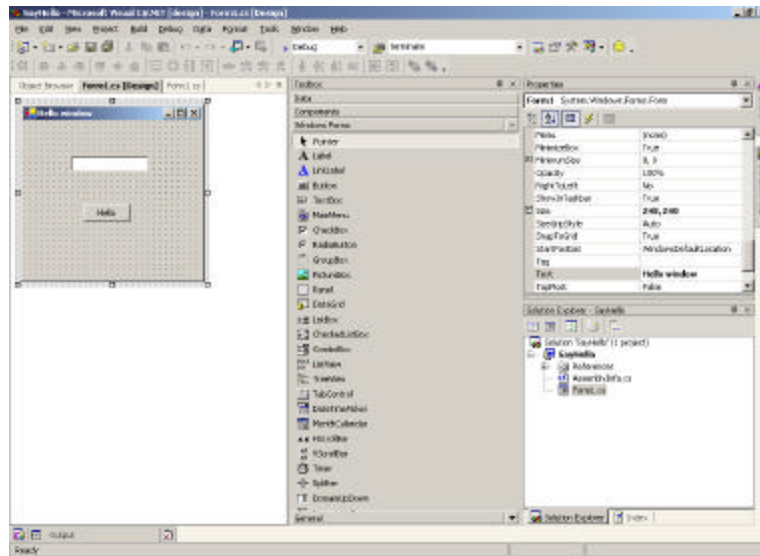 SayHello - Microsoft Visual C#.NET [design] - Form1.cs [Design]
File Edit View Project Build Debug Data Format Tools Window Help
Debug
Object Browser Form1.cs [Design] Form1.cs
Hello window
Hello
Toolbox
Data
Components
Windows Forms
Pointer
Label
LinkLabel
Button
TextBox
MainMenu
CheckBox
RadioButton
GroupBox
PictureBox
Panel
DataGrid
ListBox
CheckedListBox
ComboBox
ListView
TreeView
TabControl
DateTimePicker
MonthCalendar
HScrollBar
VScrollBar
Timer
Splitter
DomainUpDown
General
Properties
Form1 System.Windows.Forms.Form
Menu (none)
MinimizeBox True
MinimumSize 0, 0
Opacity 100%
RightToLeft No
ShowInTaskbar True
Size 240, 240
SizeGripStyle Auto
SnapToGrid True
StartPosition WindowsDefaultLocation
Tag
Text Hello window
TopMost False
Solution Explorer - SayHello
Solution 'SayHello' (1 project)
SayHello
References
AssemblyInfo.cs
Form1.cs
Solution Explorer Index
Output
Ready